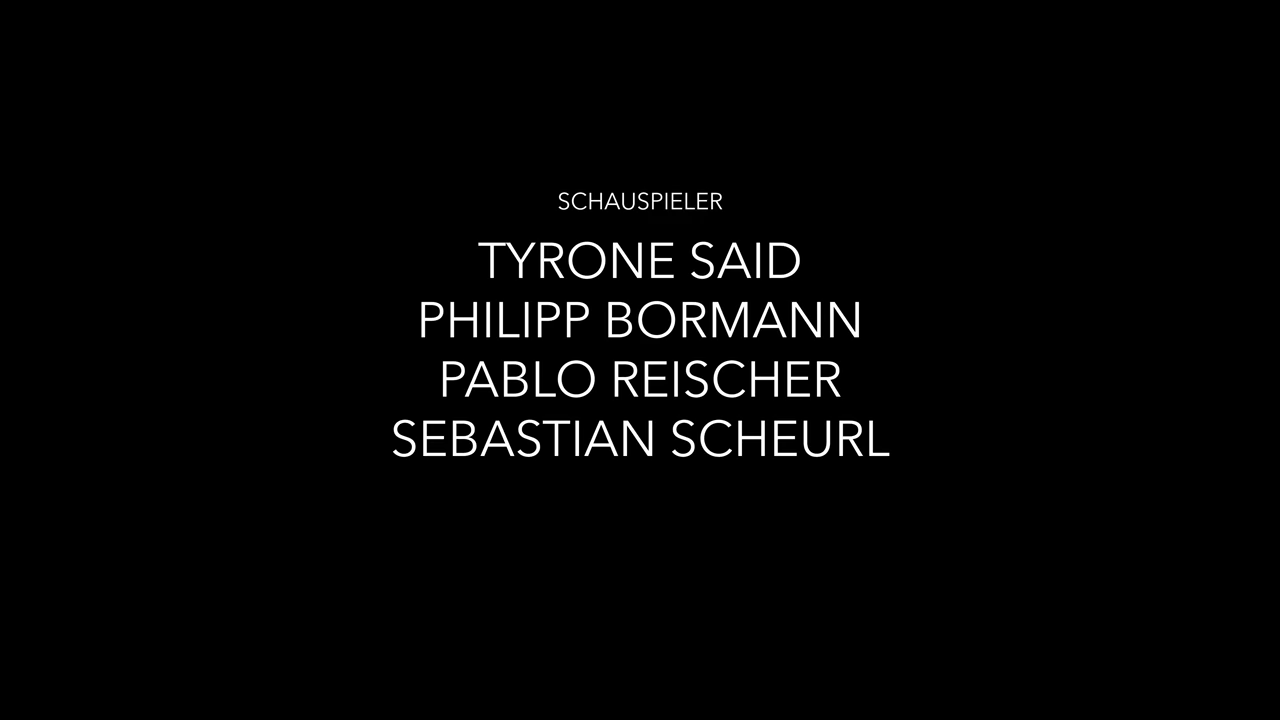 SCHAUSPIELER
TYRONE SAID
PHILIPP BORMANN
PABLO REISCHER
SEBASTIAN SCHEURL